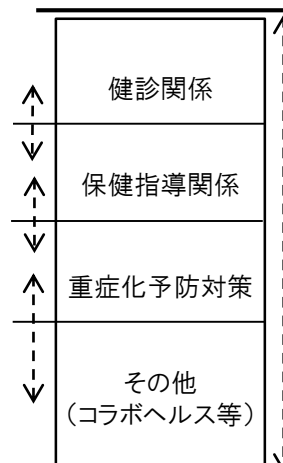 健診関係
保健指導関係
重症化予防対策
その他
（コラボヘルス等）